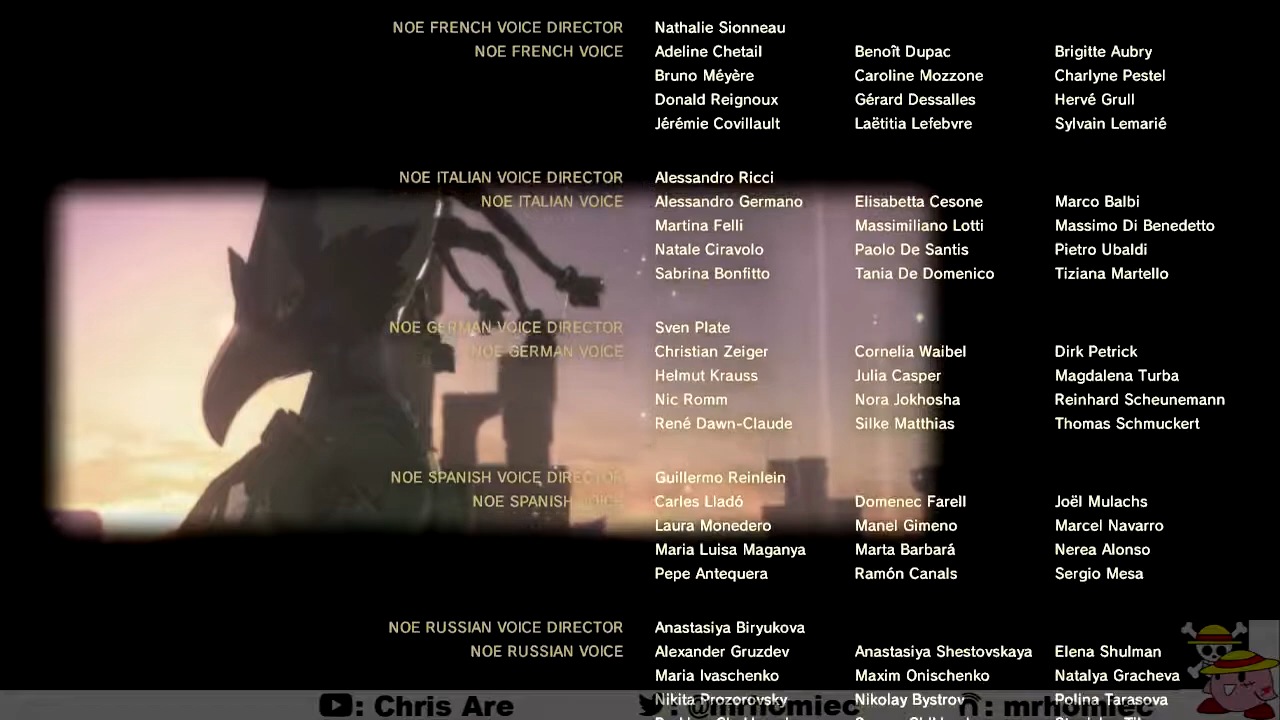 NOE FRENCH VOICE DIRECTOR Nathalie Sionneau
NOE FRENCH VOICE Adeline Chetail Benoît Dupac Brigitte Aubry
Bruno Méyère Caroline Mozzone Charlyne Pestel
Donald Reignoux Gérard Dessalles Hervé Grull
Jérémie Covillault Laëtitia Lefebvre Sylvain Lemarié
NOE ITALIAN VOICE DIRECTOR Alessandro Ricci
NOE ITALIAN VOICE Alessandro Germano Elisabetta Cesone Marco Balbi
Martina Felli Massimiliano Lotti Massimo Di Benedetto
Natale Ciravolo Paolo De Santis Pietro Ubaldi
Sabrina Bonfitto Tania De Domenico Tiziana Martello
NOE GERMAN VOICE DIRECTOR Sven Plate
NOE GERMAN VOICE Christian Zeiger Cornelia Waibel Dirk Petrick
Helmut Krauss Julia Casper Magdalena Turba
Nic Romm Nora Jokhosha Reinhard Scheunemann
René Dawn-Claude Silke Matthias Thomas Schmuckert
NOE SPANISH VOICE DIRECTOR Guillermo Reinlein
NOE SPANISH VOICE Carles Lladó Domenec Farell Joël Mulachs
Laura Monedero Manel Gimeno Marcel Navarro
Maria Luisa Maganya Marta Barbará Nerea Alonso
Pepe Antequera Ramón Canals Sergio Mesa
NOE RUSSIAN VOICE DIRECTOR Anastasiya Biryukova
NOE RUSSIAN VOICE Alexander Gruzdev Anastasiya Shestovskaya Elena Shulman
Maria Ivaschenko Maxim Onischenko Natalya Gracheva
Nikita Prozorovsky Nikolay Bystrov Polina Tarasova
: Chris Are : @mrhomiec : mrhomiec